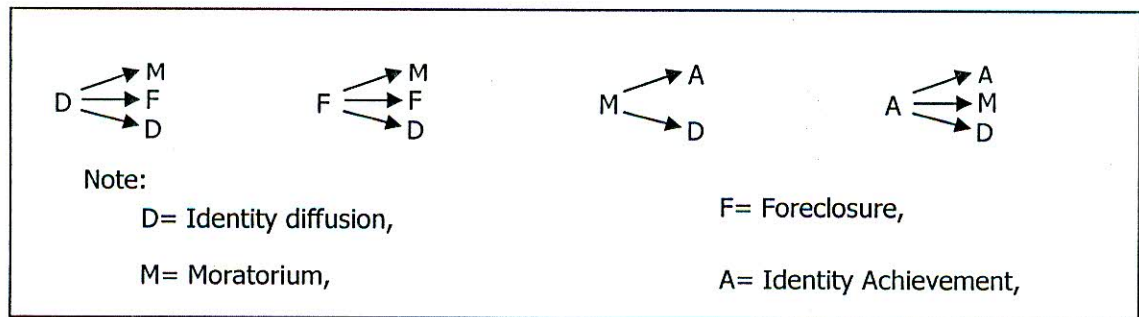 M M A A
D F F M M
D D D A D
Note:
D= Identity diffusion, F= Foreclosure,
M= Moratorium, A= Identity Achievement,